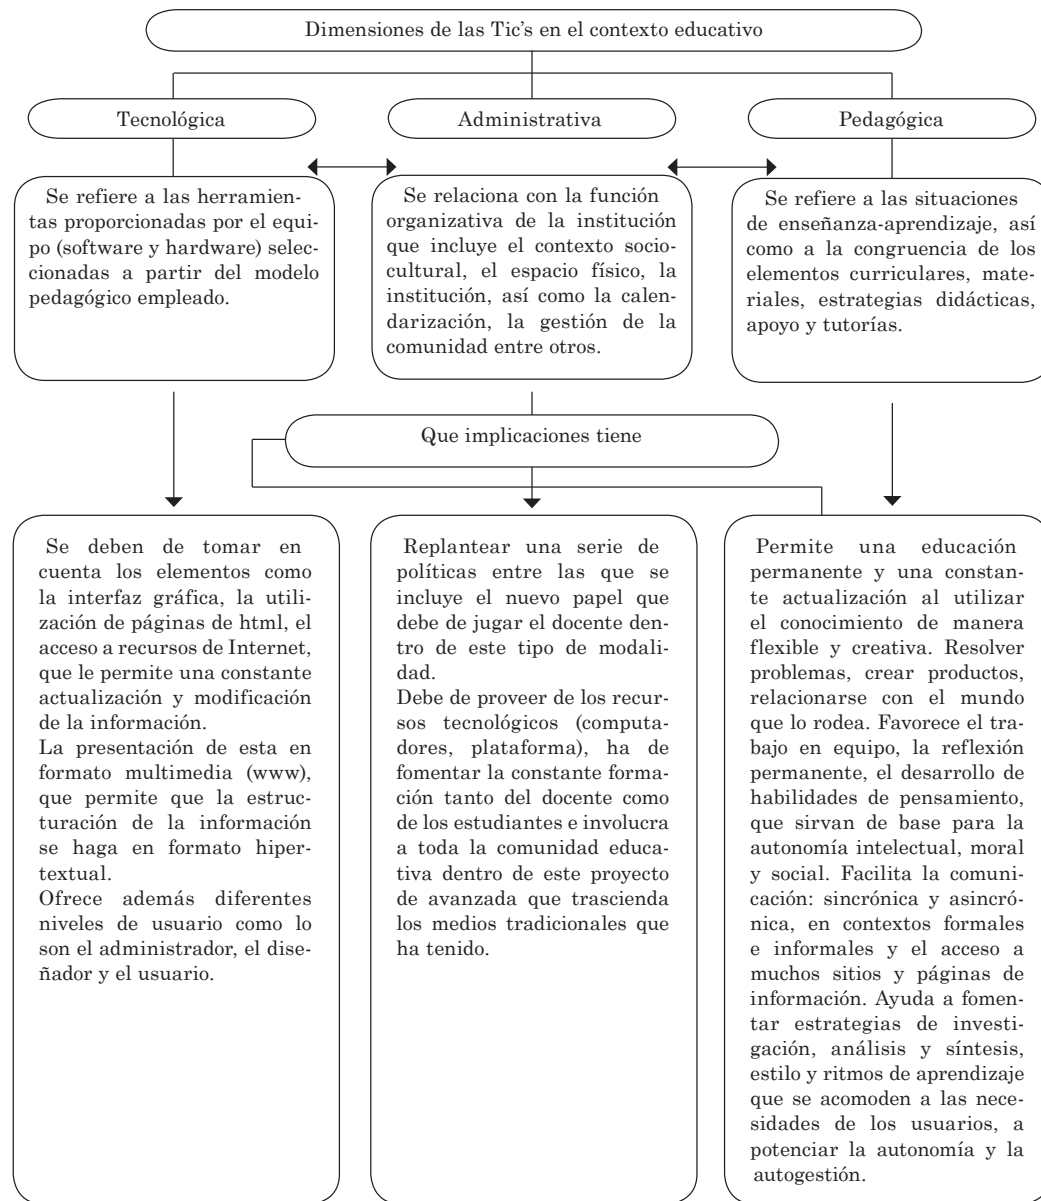 Dimensiones de las Tic's en el contexto educativo
Tecnológica
Administrativa
Pedagógica
Se refiere a las herramien-
tas proporcionadas por el equi-
po (software y hardware) selec-
ccionadas a partir del modelo
pedagógico empleado.
Se relaciona con la función
organizativa de la institución
que incluye el contexto socio-
cultural, el espacio físico, la
institución, así como la calen-
darización, la gestión de la
comunidad entre otros.
Se refiere a las situaciones
de enseñanza-aprendizaje, así
como a la congruencia de los
elementos curriculares, mate-
riales, estrategias didácticas,
apoyo y tutorías.
Que implicaciones tiene
Se deben de tomar en
cuenta los elementos como
la interfaz gráfica, la utili-
zación de páginas de html, el
acceso a recursos de Internet,
que le permite una constante
actualización y modificación
de la información.
La presentación de esta en
formato multimedia (www),
que permite que la estruc-
turación de la información
se haga en formato hiper-
textual.
Ofrece además diferentes
niveles de usuario como lo
son el administrador, el dise-
ñador y el usuario.
Replantear una serie de
políticas entre las que se
incluye el nuevo papel que
debe de jugar el docente den-
tro de este tipo de modali-
dad.
Debe de proveer de los recur-
sos tecnológicos (computa-
dores, plataforma), ha de
fomentar la constante forma-
ción tanto del docente como
de los estudiantes e involucra
a toda la comunidad educa-
tiva dentro de este proyecto
de avanzada que trascienda
los medios tradicionales que
ha tenido.
Permite una educación
permanente y una constan-
te actualización al utilizar
el conocimiento de manera
flexible y creativa. Resolver
problemas, crear productos,
relacionarse con el mundo
que lo rodea. Favorece el tra-
bajo en equipo, la reflexión
permanente, el desarrollo de
habilidades de pensamiento,
que sirvan de base para la
autonomía intelectual, moral
y social. Facilita la comuni-
cación: sincrónica y asincró-
nica, en contextos formales
e informales y el acceso a
muchos sitios y páginas de
información. Ayuda a fomen-
tar estrategias de investi-
gación, análisis y síntesis,
estilo y ritmos de aprendizaje
que se acomoden a las nece-
sidades de los usuarios, a
potenciar la autonomía y la
autogestión.